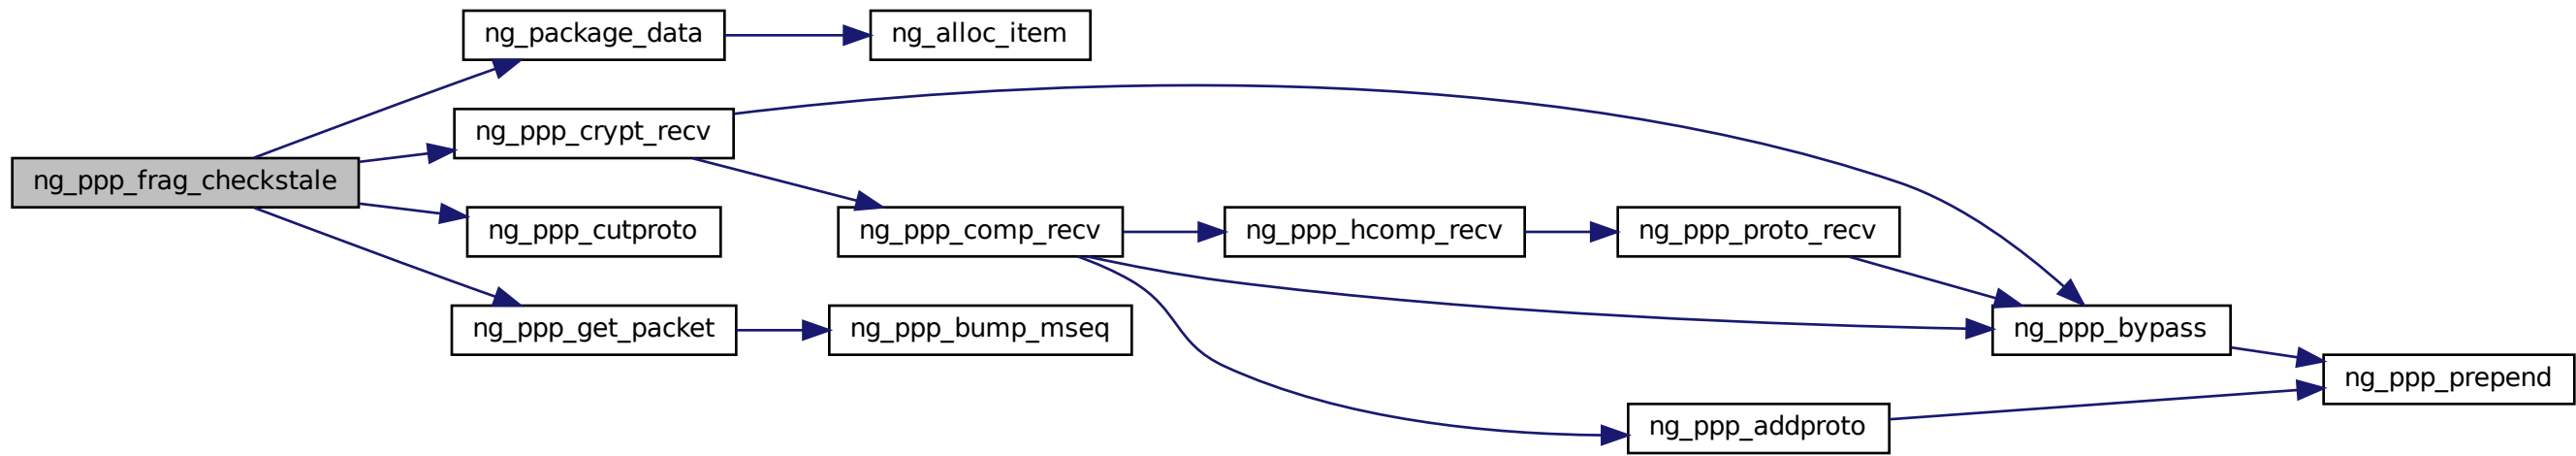 ng_package_data
ng_alloc_item
ng_ppp_crypt_recv
ng_ppp_frag_checkstale
ng_ppp_cutproto
ng_ppp_comp_recv
ng_ppp_hcomp_recv
ng_ppp_proto_recv
ng_ppp_get_packet
ng_ppp_bump_mseq
ng_ppp_bypass
ng_ppp_prepend
ng_ppp_addproto